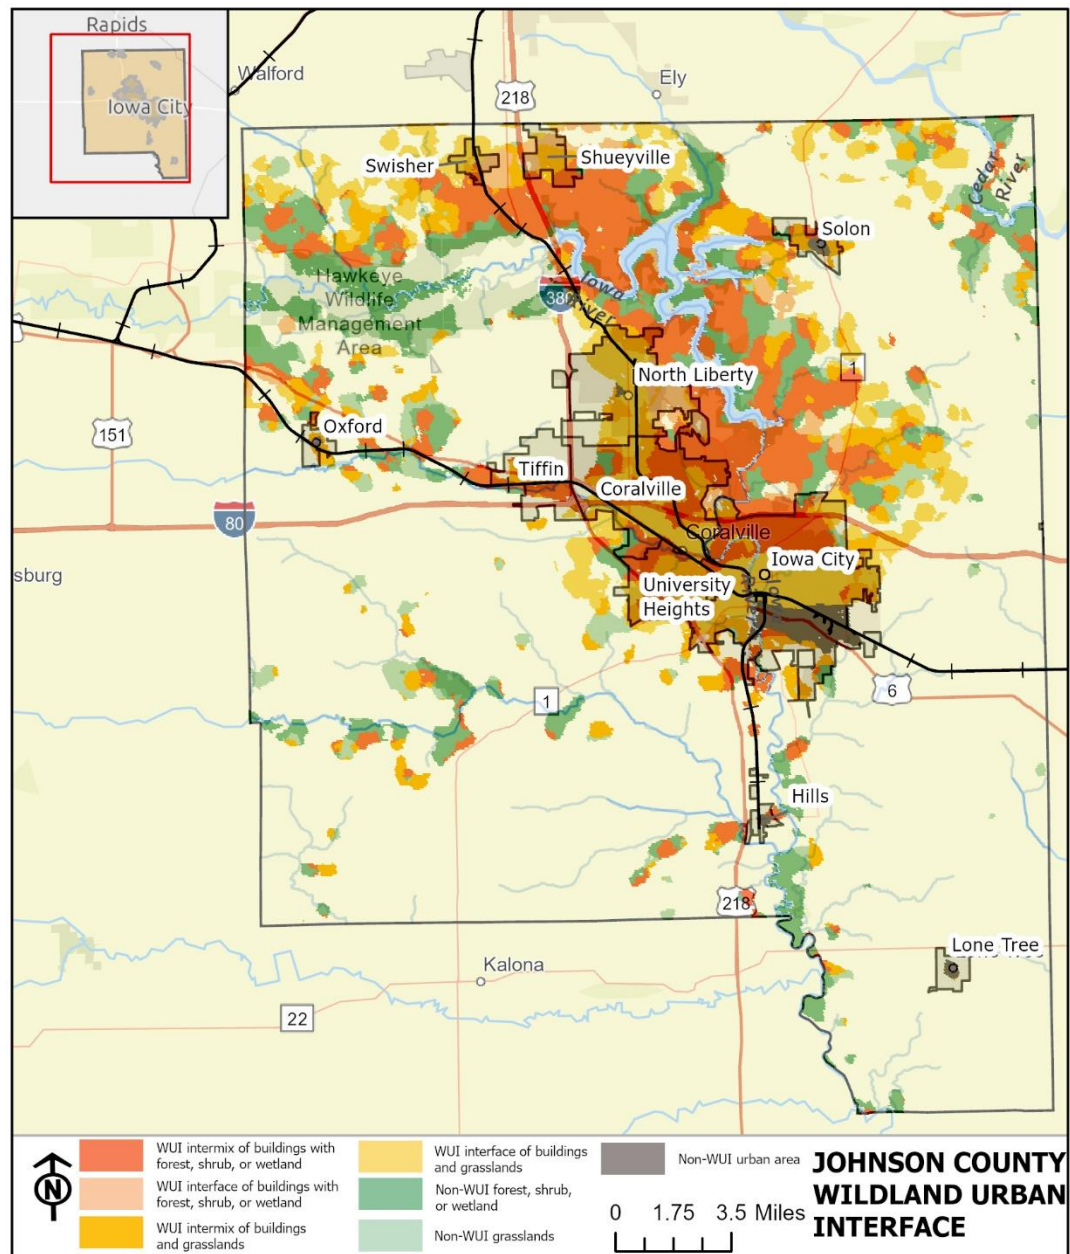 Rapids
Iowa City
Walford
Ely
218
Swisher
Shueyville
Cedar
River
Solon
Hawkeye
Wildlife
Management
Area
Iowa
River
380
North Liberty
1
151
Oxford
Tiffin
Coralville
80
Coralville
Iowa City
sburg
University
Heights
River
6
1
Hills
218
Lone Tree
Kalona
22
WUI intermix of buildings with
forest, shrub, or wetland
WUI interface of buildings with
forest, shrub, or wetland
WUI intermix of buildings
and grasslands
WUI interface of buildings
and grasslands
Non-WUI forest, shrub,
or wetland
Non-WUI grasslands
Non-WUI urban area
N
0 1.75 3.5 Miles
JOHNSON COUNTY
WILDLAND URBAN
INTERFACE